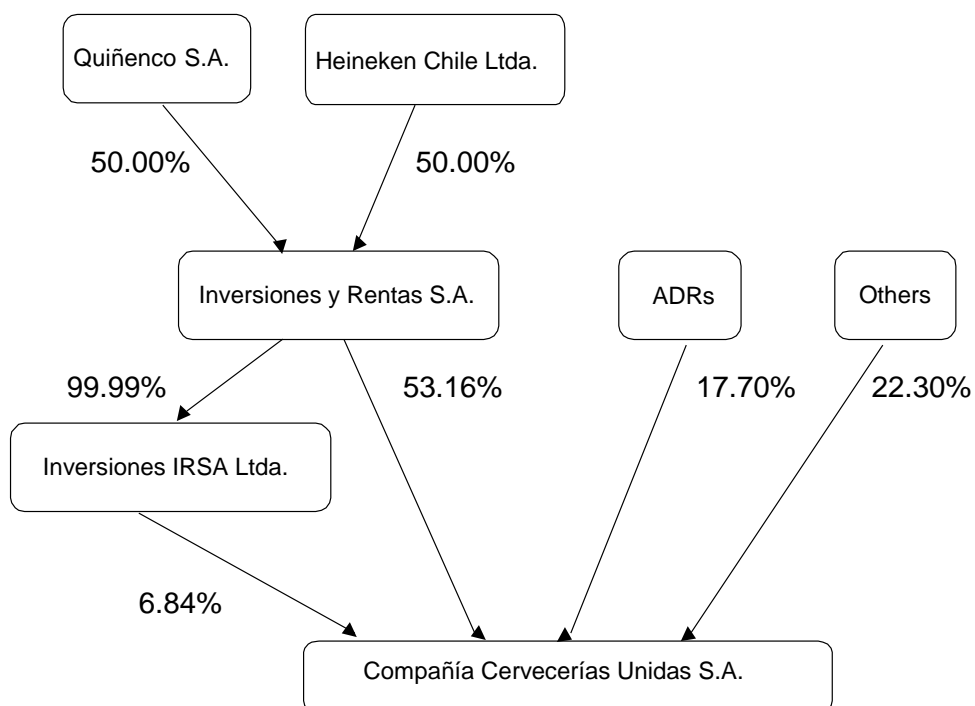 Quiñenco S.A.
Heineken Chile Ltda.
50.00%
50.00%
Inversiones y Rentas S.A.
ADRs
Others
99.99%
53.16%
17.70%
22.30%
Inversiones IRSA Ltda.
6.84%
Compañía Cervecerías Unidas S.A.